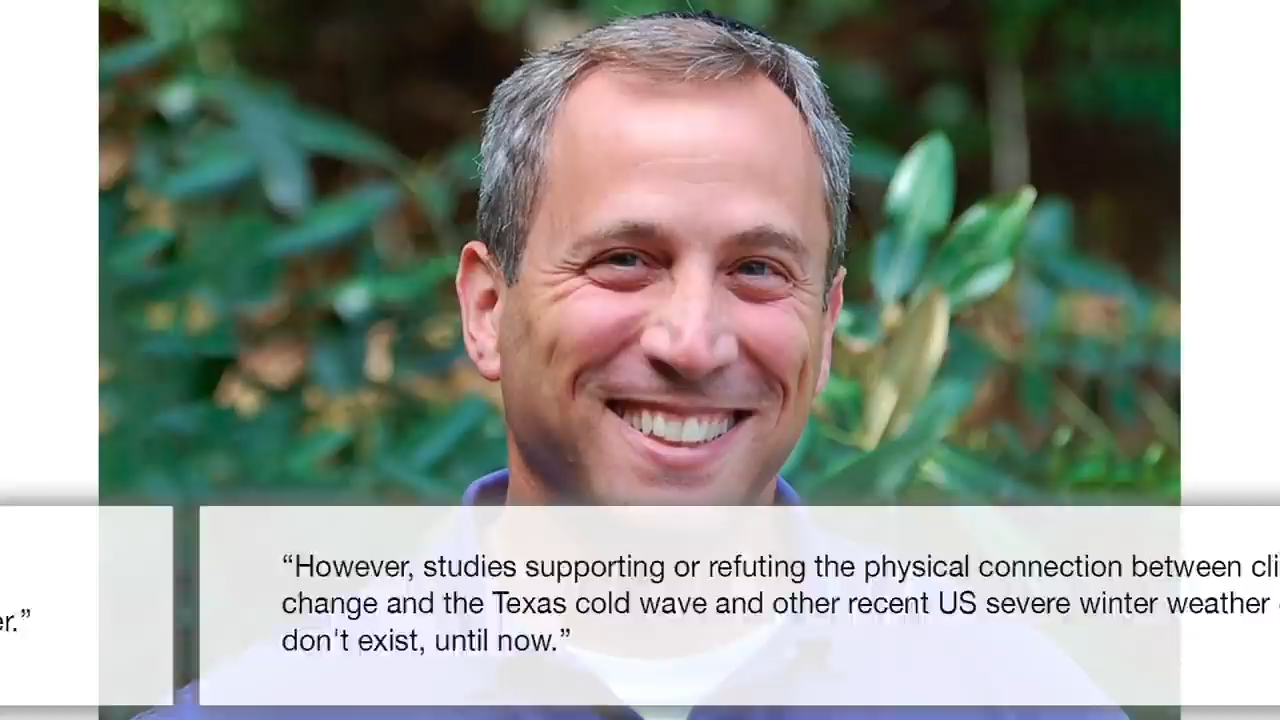 er.”
“However, studies supporting or refuting the physical connection between cli
change and the Texas cold wave and other recent US severe winter weather
don't exist, until now.”